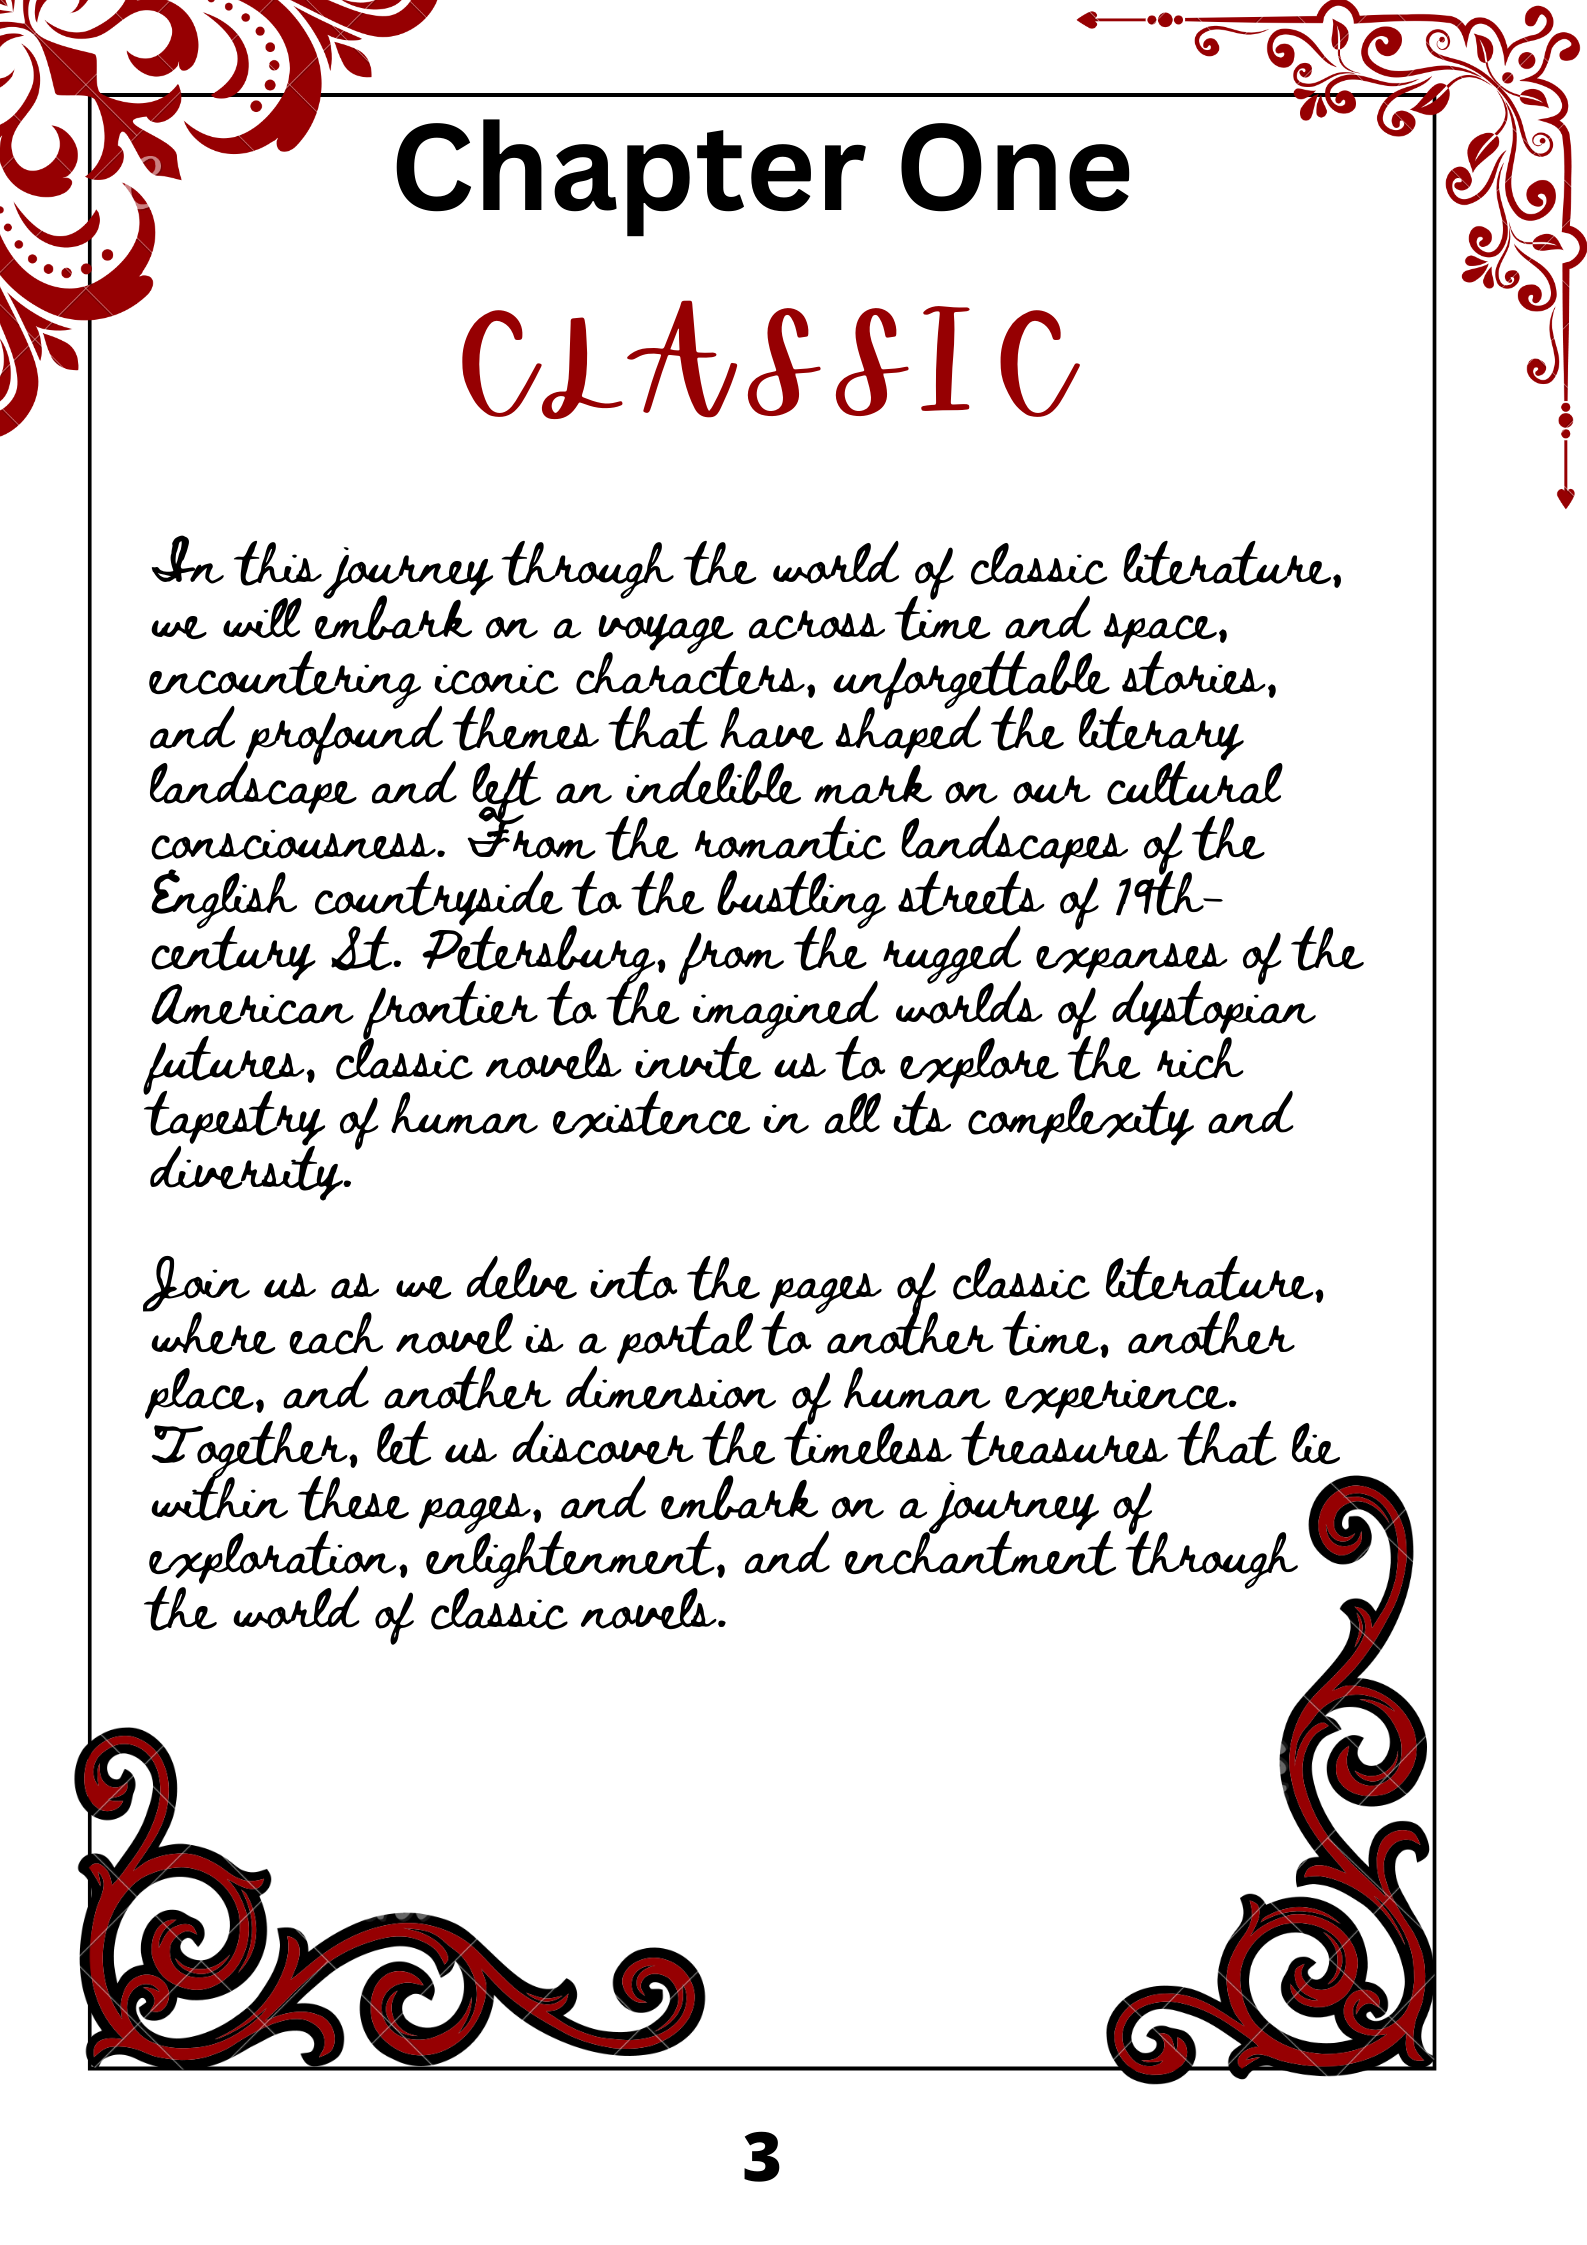 Chapter One
CLASSIC
In this journey through the world of classic literature,
we will embark on a voyage across time and space,
encountering iconic characters, unforgettable stories,
and profound themes that have shaped the literary
landscape and left an indelible mark on our cultural
consciousness. From the romantic landscapes of the
English countryside to the bustling streets of 19th-
century St. Petersburg, from the rugged expanses of the
American frontier to the imagined worlds of dystopian
futures, classic novels invite us to explore the rich
tapestry of human existence in all its complexity and
diversity.
Join us as we delve into the pages of classic literature,
where each novel is a portal to another time, another
place, and another dimension of human experience.
Together, let us discover the timeless treasures that lie
within these pages, and embark on a journey of
exploration, enlightenment, and enchantment through
the world of classic novels.
3